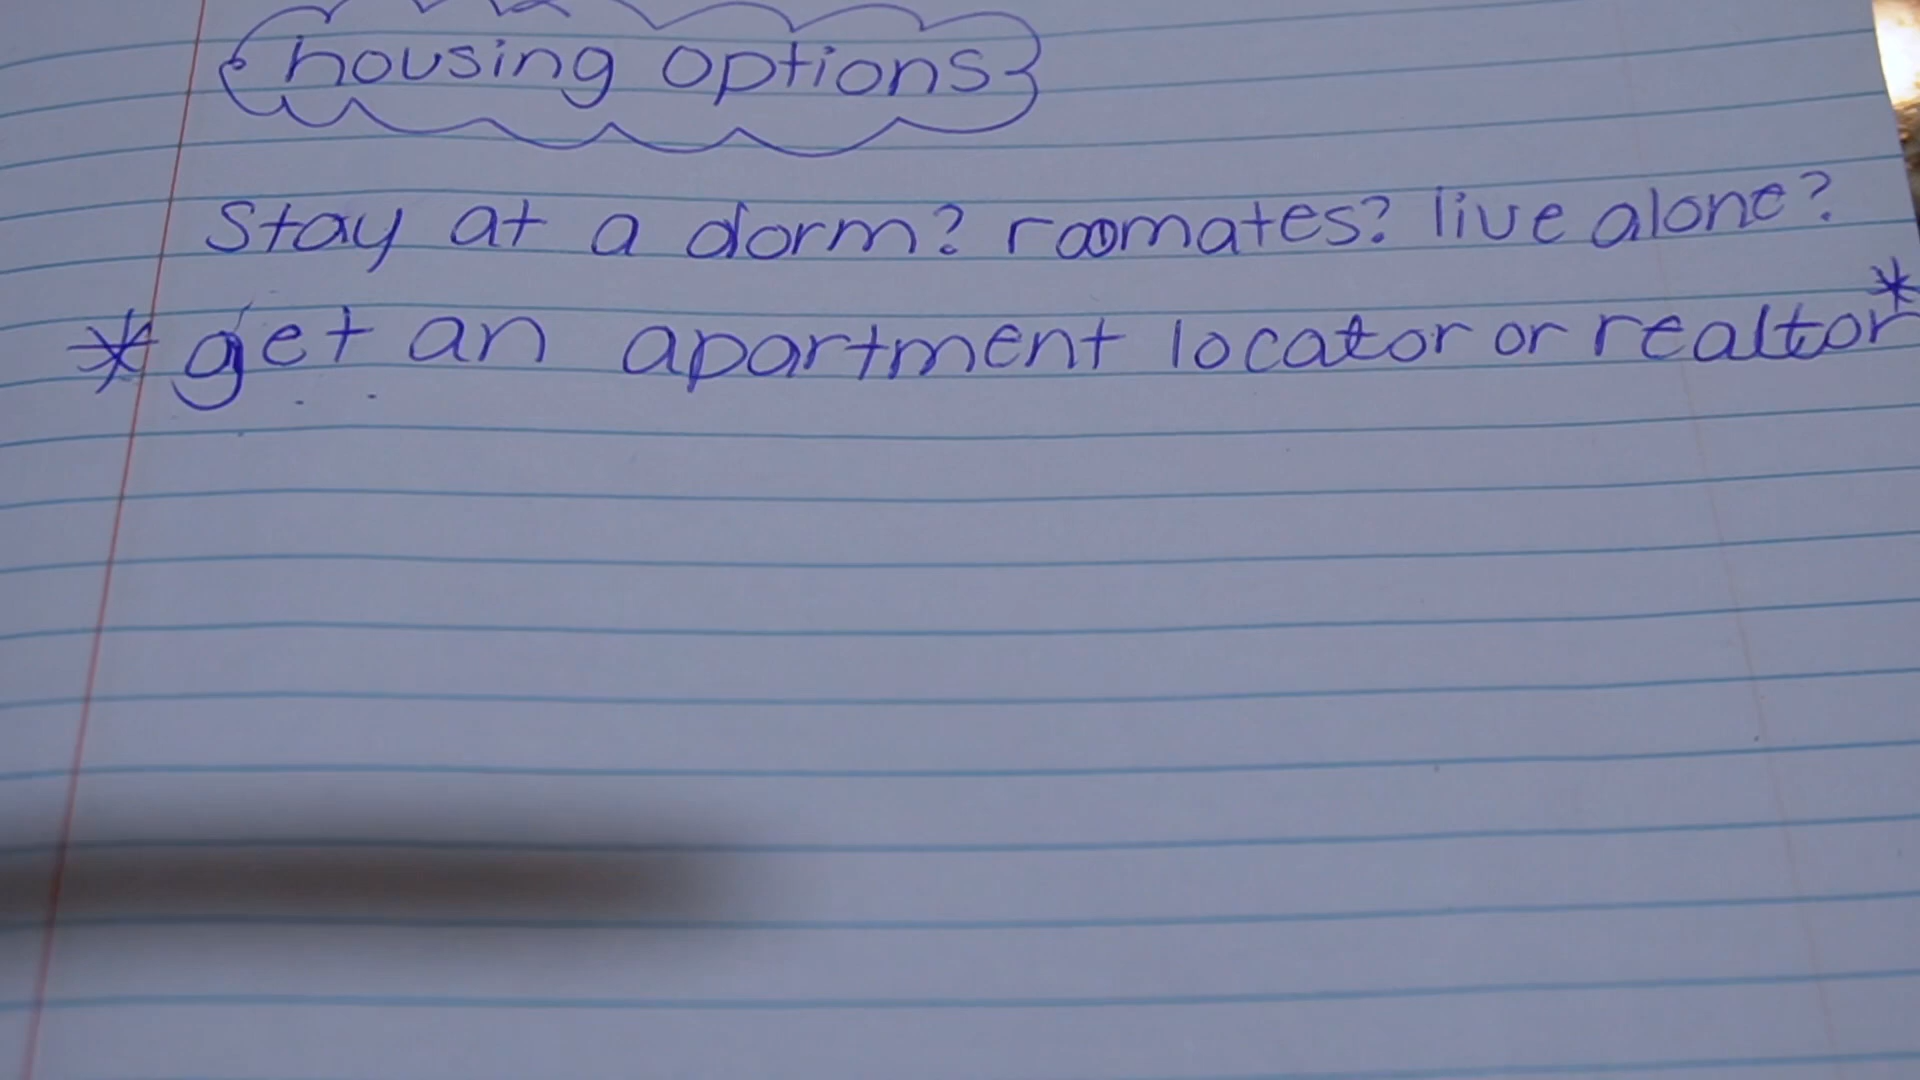 housing options
Stay at a dorm? roomates? live alone?
* get an apartment locator or realtor *